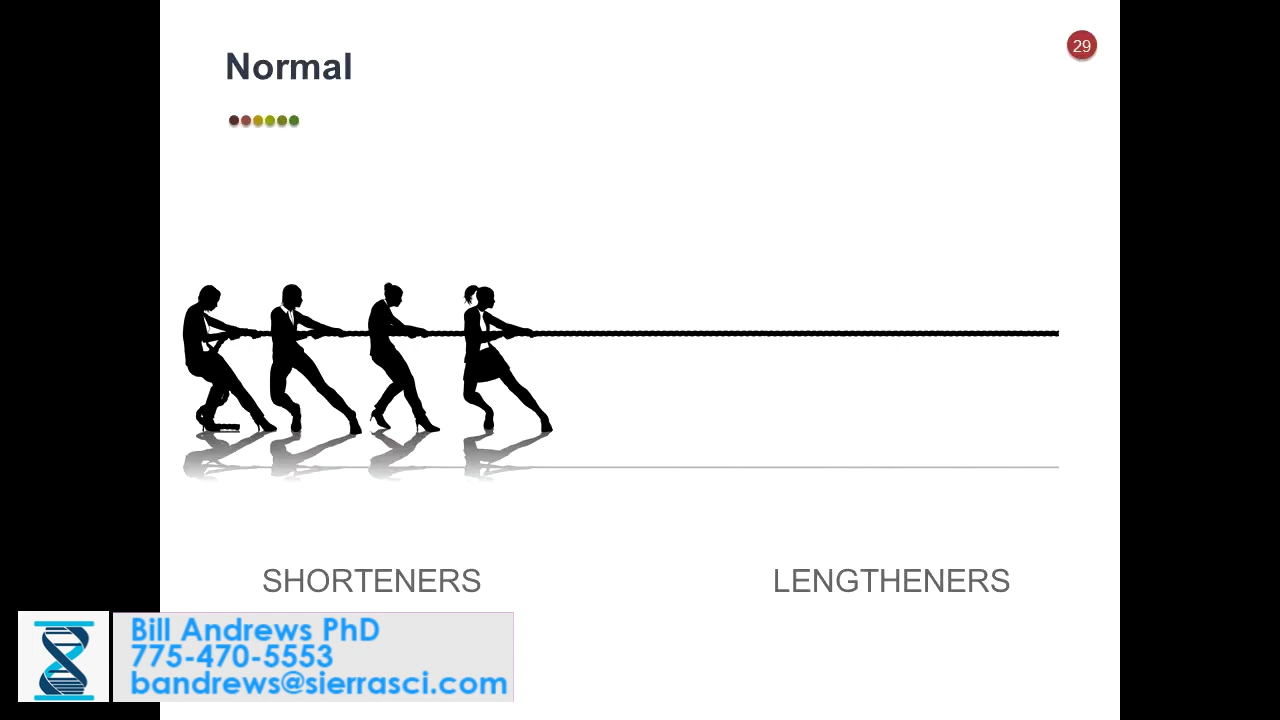 Normal
29
SHORTENERS
LENGTHENERS
Bill Andrews PhD
775-470-5553
bandrews@sierrasci.com